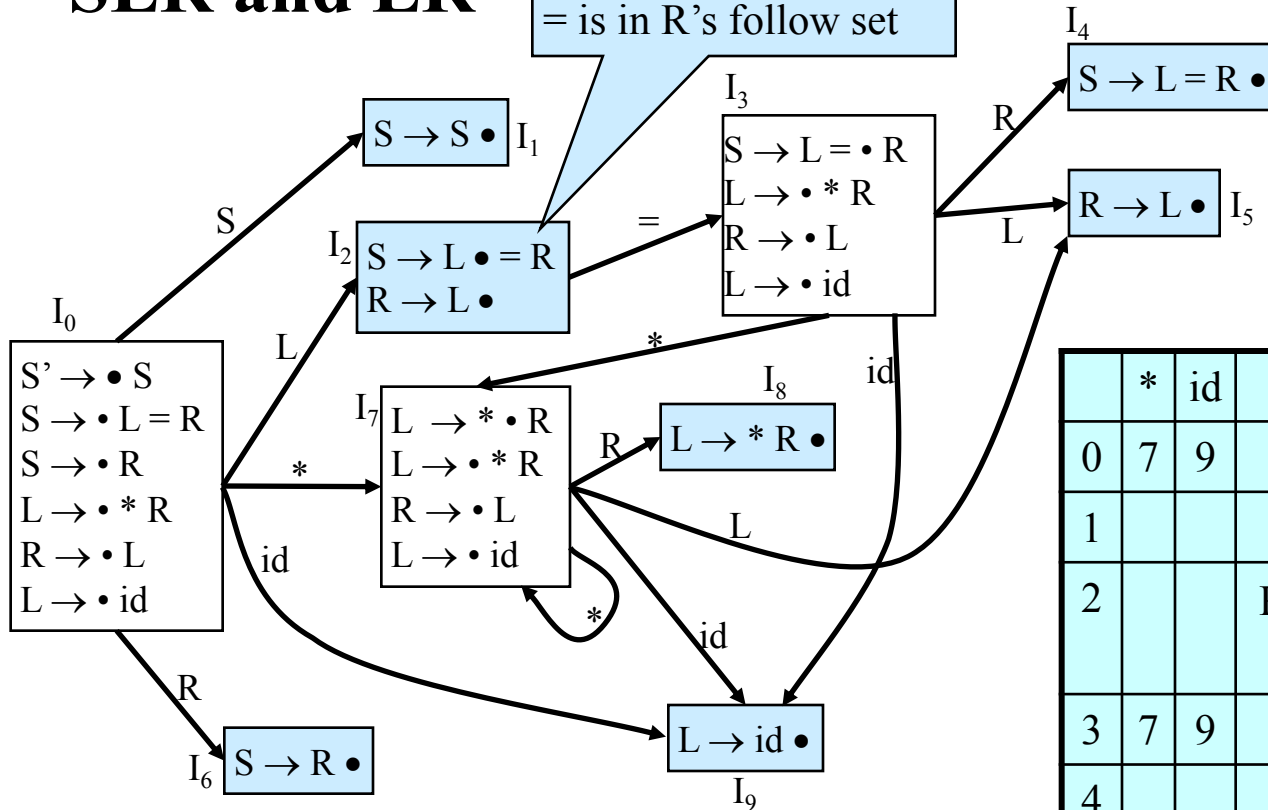 SLR and LR
= is in R’s follow set
I4
S → L = R •
I3
R
S → S • I1
S → L = • R
L → • * R
R → • L
L → • id
R → L • I5
L
S
=
I2
S → L • = R
R → L •
I0
L
*
id
S’ → • S
S → • L = R
S → • R
L → • * R
R → • L
L → • id
*
I7
L → * • R
L → • * R
R → • L
L → • id
R
I8
L → * R •
L
id
*
id
R
I6 S → R •
L → id •
I9
* id
0 7 9
1
2
3 7 9
4